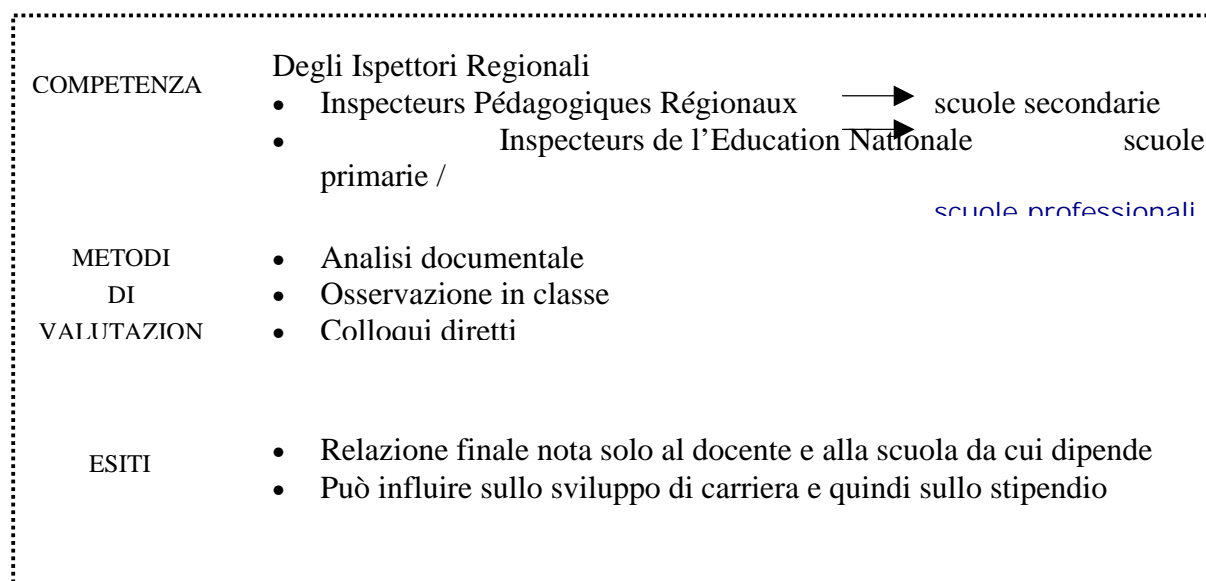 COMPETENZA
Degli Ispettori Regionali
• Inspecteurs Pédagogiques Régionaux → scuole secondarie
• Inspecteurs de l’Education Nationale → scuole
primarie /
scuole professionali
METODI
DI
VALUTAZION
• Analisi documentale
• Osservazione in classe
• Colloqui diretti
ESITI
• Relazione finale nota solo al docente e alla scuola da cui dipende
• Può influire sullo sviluppo di carriera e quindi sullo stipendio